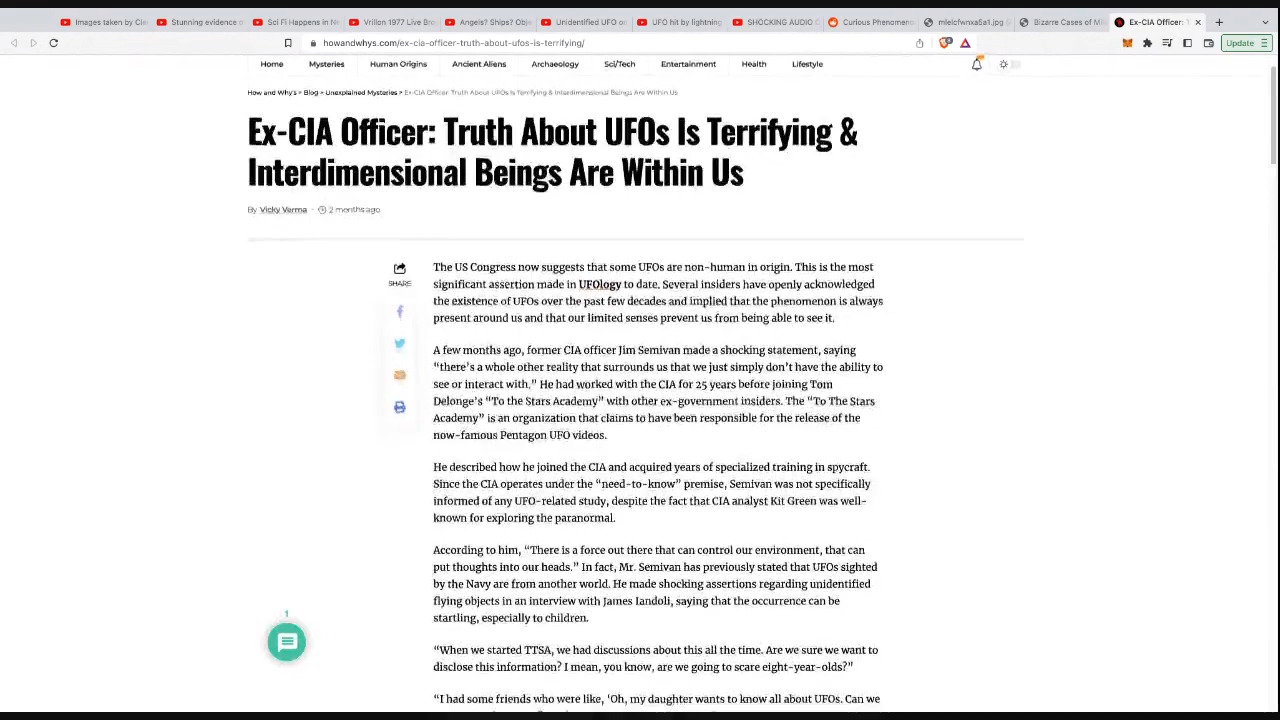 Images taken by Cie
Stunning evidence o
Sci Fi Happens in Ne
Vrillon 1977 Live Bro
Angels? Ships? Obje
Unidentified UFO on
UFO hit by lightning
SHOCKING AUDIO O
Curious Phenomeno
mleicfwnxa5a1.jpg
Bizarre Cases of Mi
Ex-CIA Officer: T
howandwhys.com/ex-cia-officer-truth-about-ufos-is-terrifying/
Update
Home Mysteries Human Origins Ancient Aliens Archaeology Sci/Tech Entertainment Health Lifestyle
How and Why's > Blog > Unexplained Mysteries > Ex-CIA Officer: Truth About UFOs Is Terrifying & Interdimensional Beings Are Within Us
Ex-CIA Officer: Truth About UFOs Is Terrifying &
Interdimensional Beings Are Within Us
By Vicky Verma · 2 months ago
SHARE
The US Congress now suggests that some UFOs are non-human in origin. This is the most
significant assertion made in UFOlogy to date. Several insiders have openly acknowledged
the existence of UFOs over the past few decades and implied that the phenomenon is always
present around us and that our limited senses prevent us from being able to see it.
A few months ago, former CIA officer Jim Semivan made a shocking statement, saying
“there’s a whole other reality that surrounds us that we just simply don’t have the ability to
see or interact with.” He had worked with the CIA for 25 years before joining Tom
Delonge’s “To the Stars Academy” with other ex-government insiders. The “To The Stars
Academy” is an organization that claims to have been responsible for the release of the
now-famous Pentagon UFO videos.
He described how he joined the CIA and acquired years of specialized training in spycraft.
Since the CIA operates under the “need-to-know” premise, Semivan was not specifically
informed of any UFO-related study, despite the fact that CIA analyst Kit Green was well-
known for exploring the paranormal.
According to him, “There is a force out there that can control our environment, that can
put thoughts into our heads.” In fact, Mr. Semivan has previously stated that UFOs sighted
by the Navy are from another world. He made shocking assertions regarding unidentified
flying objects in an interview with James Iandoli, saying that the occurrence can be
startling, especially to children.
1
“When we started TTSA, we had discussions about this all the time. Are we sure we want to
disclose this information? I mean, you know, are we going to scare eight-year-olds?”
“I had some friends who were like, ‘Oh, my daughter wants to know all about UFOs. Can we